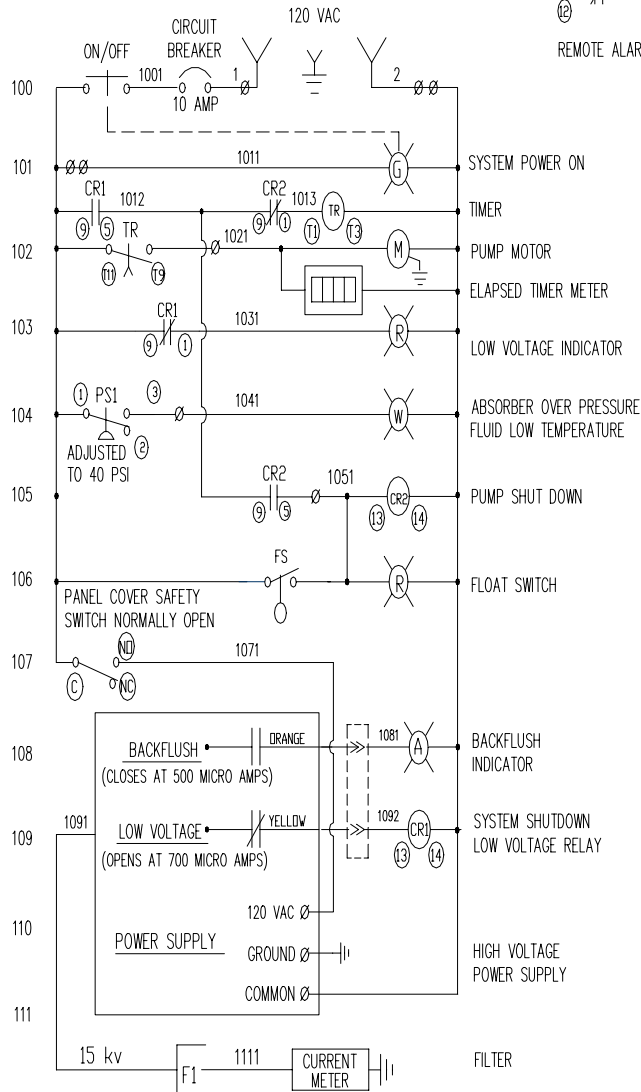 120 VAC
12
REMOTE ALAR
CIRCUIT
BREAKER
ON/OFF
100
1001
10 AMP
1
2
101
1011
G
SYSTEM POWER ON
CR1
9 5
1012
CR2
9 1
1013
TR
T1 T3
TIMER
102
TR
T11 T9
1021
M
PUMP MOTOR
ELAPSED TIMER METER
103
CR1
9 1
1031
R
LOW VOLTAGE INDICATOR
104
1 PS1 3
2
1041
W
ABSORBER OVER PRESSURE
FLUID LOW TEMPERATURE
ADJUSTED
TO 40 PSI
105
CR2
9 5
1051
CR2
13 14
PUMP SHUT DOWN
106
FS
R
FLOAT SWITCH
PANEL COVER SAFETY
SWITCH NORMALLY OPEN
107
C
NO
NC
1071
108
BACKFLUSH
(CLOSES AT 500 MICRO AMPS)
ORANGE
1081
A
BACKFLUSH
INDICATOR
1091
109
LOW VOLTAGE
(OPENS AT 700 MICRO AMPS)
YELLOW
1092
CR1
13 14
SYSTEM SHUTDOWN
LOW VOLTAGE RELAY
110
120 VAC
POWER SUPPLY
GROUND
COMMON
HIGH VOLTAGE
POWER SUPPLY
111
15 kv
F1
1111
CURRENT
METER
FILTER